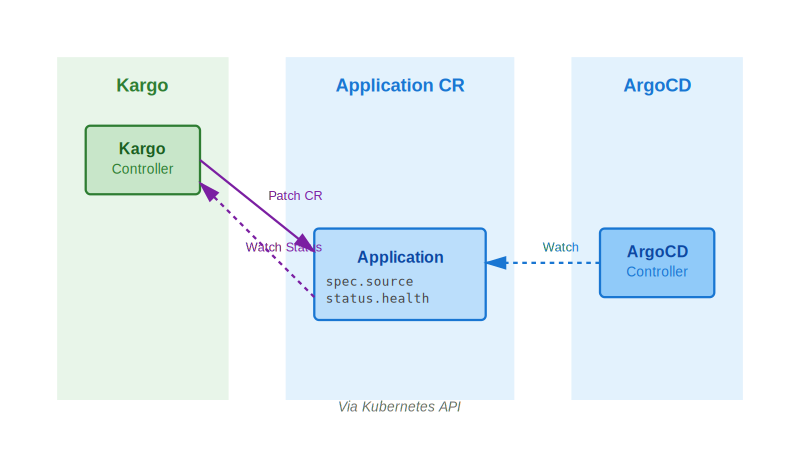 Kargo
Application CR
ArgoCD
Kargo
Controller
Patch CR
Watch Status
Application
spec.source
status.health
Watch
ArgoCD
Controller
Via Kubernetes API